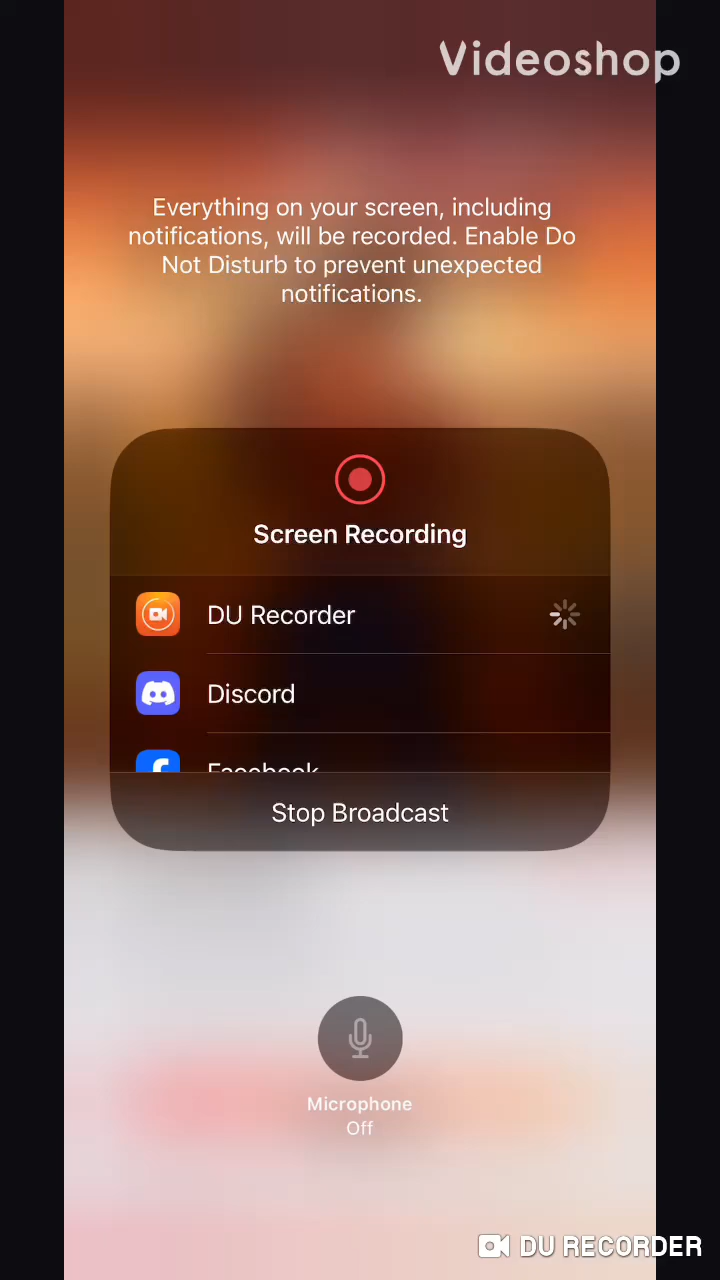 Videoshop
Everything on your screen, including
notifications, will be recorded. Enable Do
Not Disturb to prevent unexpected
notifications.
Screen Recording
DU Recorder
Discord
Facebook
Stop Broadcast
Microphone
Off
DU RECORDER